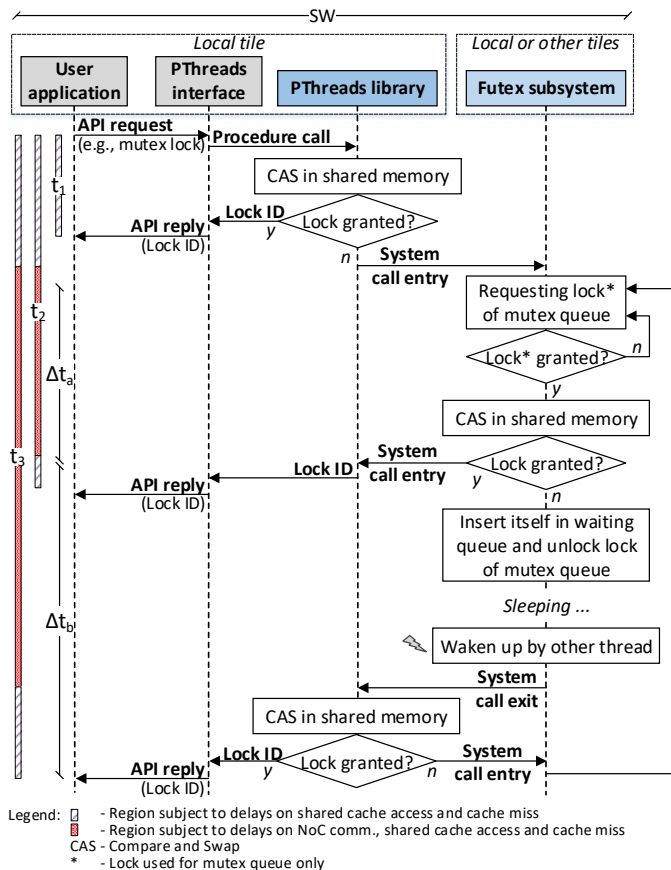 SW
Local tile
Local or other tiles
User
application
PThreads
interface
PThreads library
Futex subsystem
API request
(e.g., mutex lock)
Procedure call
CAS in shared memory
t1
Lock granted?
Lock ID
y
API reply
(Lock ID)
n
System
call entry
Requesting lock*
of mutex queue
t2
Δta
Lock* granted?
n
y
CAS in shared memory
t3
Lock granted?
System
call entry
y
Lock ID
API reply
(Lock ID)
n
Insert itself in waiting
queue and unlock lock
of mutex queue
Sleeping ...
Δtb
Waken up by other thread
System
call exit
CAS in shared memory
Lock granted?
Lock ID
y
API reply
(Lock ID)
n
System
call entry
Legend:
- Region subject to delays on shared cache access and cache miss
- Region subject to delays on NoC comm., shared cache access and cache miss
CAS - Compare and Swap
* - Lock used for mutex queue only